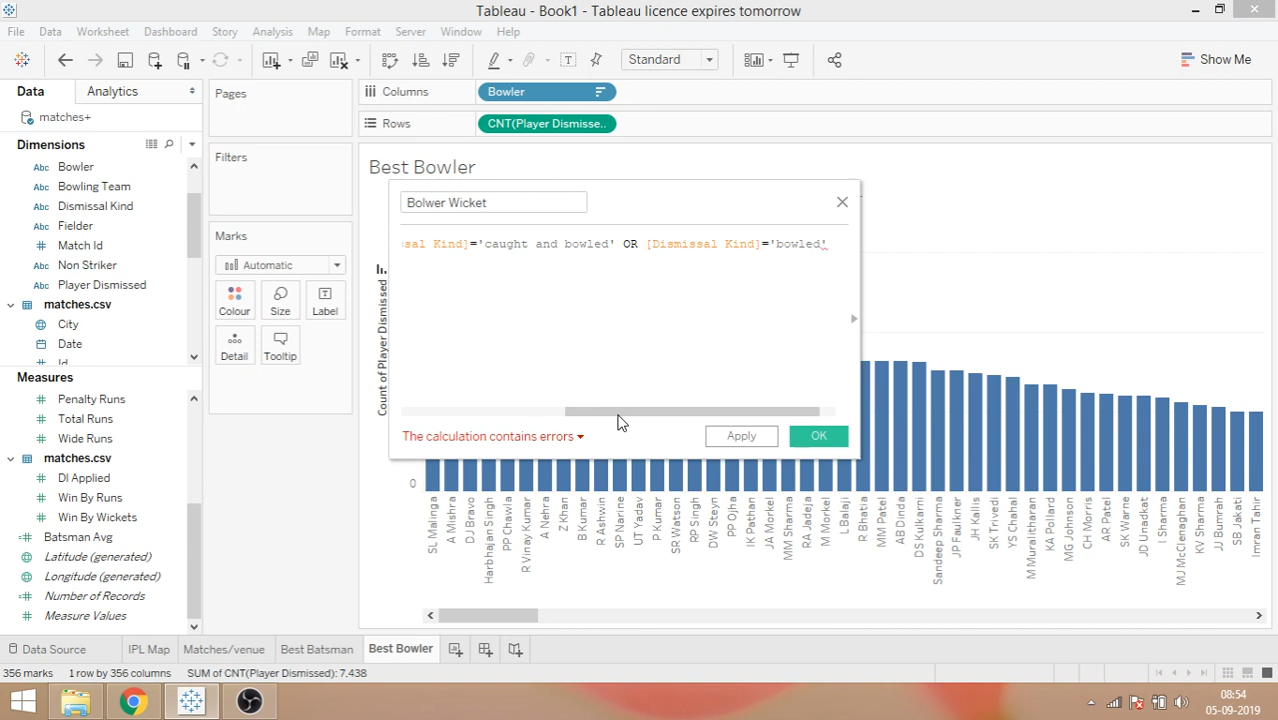 Tableau - Book1 - Tableau licence expires tomorrow
File Data Worksheet Dashboard Story Analysis Map Format Server Window Help
Standard
Show Me
Data Analytics
matches+
Dimensions
Abc Bowler
Abc Bowling Team
Abc Dismissal Kind
Abc Fielder
# Match Id
Abc Non Striker
Abc Player Dismissed
matches.csv
City
Date
Measures
# Penalty Runs
# Total Runs
# Wide Runs
matches.csv
# Dl Applied
# Win By Runs
# Win By Wickets
=# Batsman Avg
Latitude (generated)
Longitude (generated)
=# Number of Records
# Measure Values
Pages
Filters
Marks
Automatic
Colour Size Label
Detail Tooltip
Columns Bowler
Rows CNT(Player Dismisse..
Best Bowler
Bolwer Wicket
sal Kind]='caught and bowled' OR [Dismissal Kind]='bowled'
The calculation contains errors
Apply
OK
Count of Player Dismissed
0
SL Malinga
A Mishra
DJ Bravo
Harbhajan Singh
PP Chawla
R Vinay Kumar
A Nehra
Z Khan
B Kumar
R Ashwin
SP Narine
UT Yadav
P Kumar
SR Watson
RP Singh
DW Steyn
PP Ojha
IK Pathan
JA Morkel
MM Sharma
RA Jadeja
M Morkel
L Balaji
R Bhatia
MM Patel
AB Dinda
DS Kulkarni
Sandeep Sharma
JP Faulkner
JH Kallis
SK Trivedi
YS Chahal
M Muralitharan
KA Pollard
MG Johnson
CH Morris
AR Patel
SK Warne
JD Unadkat
I Sharma
MJ McClenaghan
KV Sharma
JJ Bumrah
SB Jakati
Imran Tahir
Data Source IPL Map Matches/venue Best Batsman Best Bowler
356 marks 1 row by 356 columns SUM of CNT(Player Dismissed): 7.438
08:54
05-09-2019